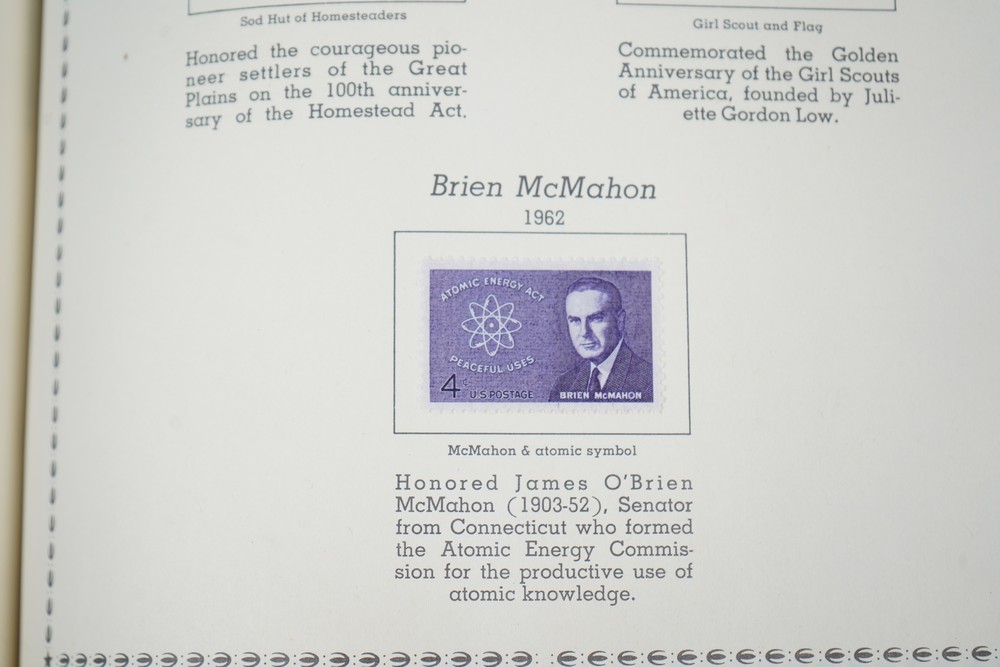 Sod Hut of Homesteaders
Honored the courageous pio-
neer settlers of the Great
Plains on the 100th anniver-
sary of the Homestead Act.
Girl Scout and Flag
Commemorated the Golden
Anniversary of the Girl Scouts
of America, founded by Juli-
ette Gordon Low.
Brien McMahon
1962
ATOMIC ENERGY ACT
PEACEFUL USES
4¢ U.S. POSTAGE
BRIEN McMAHON
McMahon & atomic symbol
Honored James O'Brien
McMahon (1903-52), Senator
from Connecticut who formed
the Atomic Energy Commis-
sion for the productive use of
atomic knowledge.